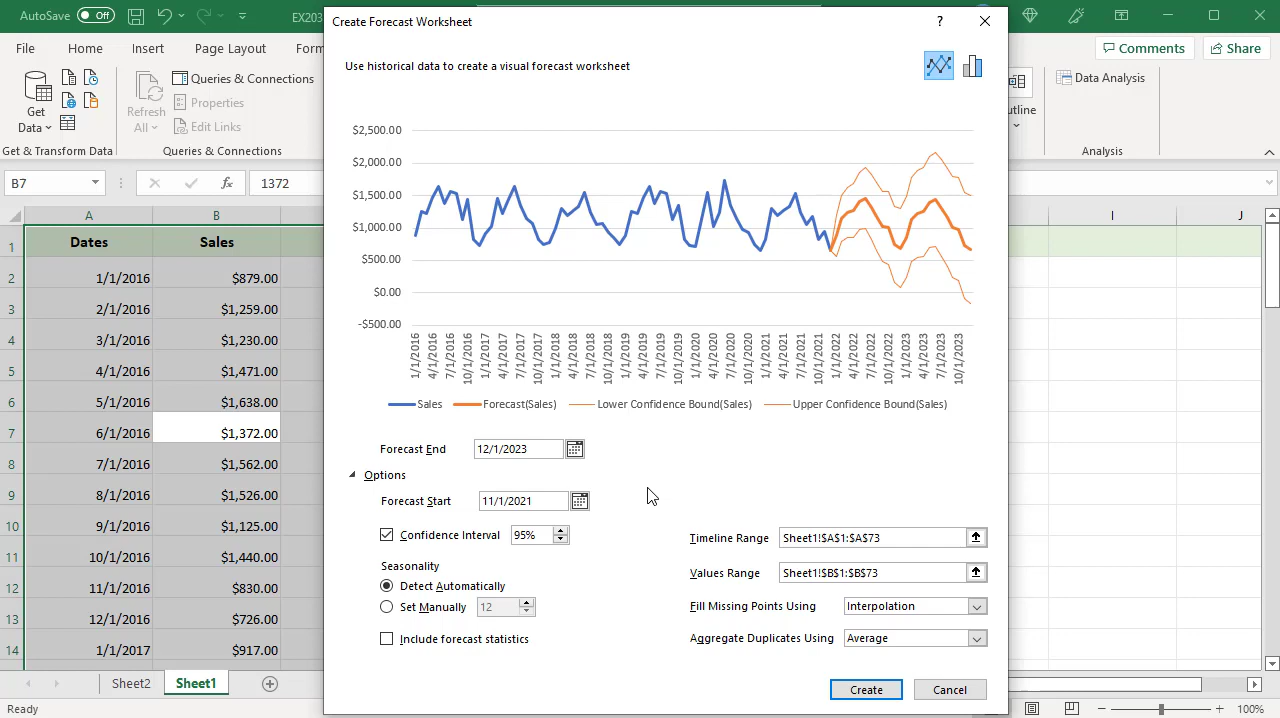 AutoSave Off EX203
Create Forecast Worksheet ?
File Home Insert Page Layout Form
Comments Share
Use historical data to create a visual forecast worksheet
Get Data
Refresh All
Queries & Connections
Properties
Edit Links
utline
Data Analysis
Get & Transform Data Queries & Connections Analysis
B7 fx 1372
A B I J
1 Dates Sales
2 1/1/2016 $879.00
3 2/1/2016 $1,259.00
4 3/1/2016 $1,230.00
5 4/1/2016 $1,471.00
6 5/1/2016 $1,638.00
7 6/1/2016 $1,372.00
8 7/1/2016 $1,562.00
9 8/1/2016 $1,526.00
10 9/1/2016 $1,125.00
11 10/1/2016 $1,440.00
12 11/1/2016 $830.00
13 12/1/2016 $726.00
14 1/1/2017 $917.00
$2,500.00
$2,000.00
$1,500.00
$1,000.00
$500.00
$0.00
-$500.00
1/1/2016 4/1/2016 7/1/2016 10/1/2016 1/1/2017 4/1/2017 7/1/2017 10/1/2017 1/1/2018 4/1/2018 7/1/2018 10/1/2018 1/1/2019 4/1/2019 7/1/2019 10/1/2019 1/1/2020 4/1/2020 7/1/2020 10/1/2020 1/1/2021 4/1/2021 7/1/2021 10/1/2021 1/1/2022 4/1/2022 7/1/2022 10/1/2022 1/1/2023 4/1/2023 7/1/2023 10/1/2023
Sales Forecast(Sales) Lower Confidence Bound(Sales) Upper Confidence Bound(Sales)
Forecast End 12/1/2023
Options
Forecast Start 11/1/2021
Confidence Interval 95%
Seasonality
Detect Automatically
Set Manually 12
Include forecast statistics
Timeline Range Sheet1!$A$1:$A$73
Values Range Sheet1!$B$1:$B$73
Fill Missing Points Using Interpolation
Aggregate Duplicates Using Average
Create Cancel
Sheet2 Sheet1
Ready 100%